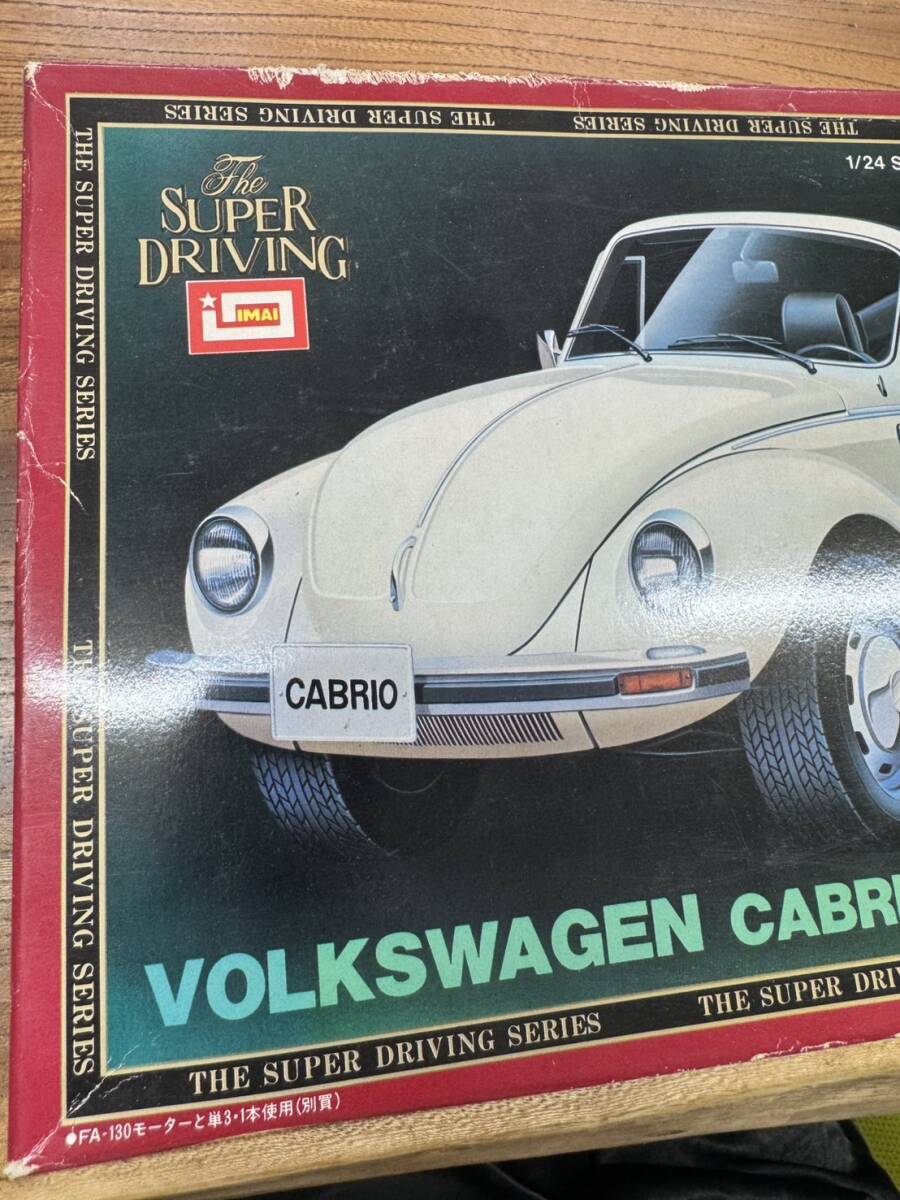 THE SUPER DRIVING SERIES
THE SUPER DRIVING SERIES
THE SUPER DRIVING SERIES
THE SUPER DRIVING SERIES
1/24 S
The
SUPER
DRIVING
IMAI
CABRIO
VOLKSWAGEN CABRI
THE SUPER DRIVING SERIES
THE SUPER DRIV
●FA-130モーターと単3・1本使用(別買)